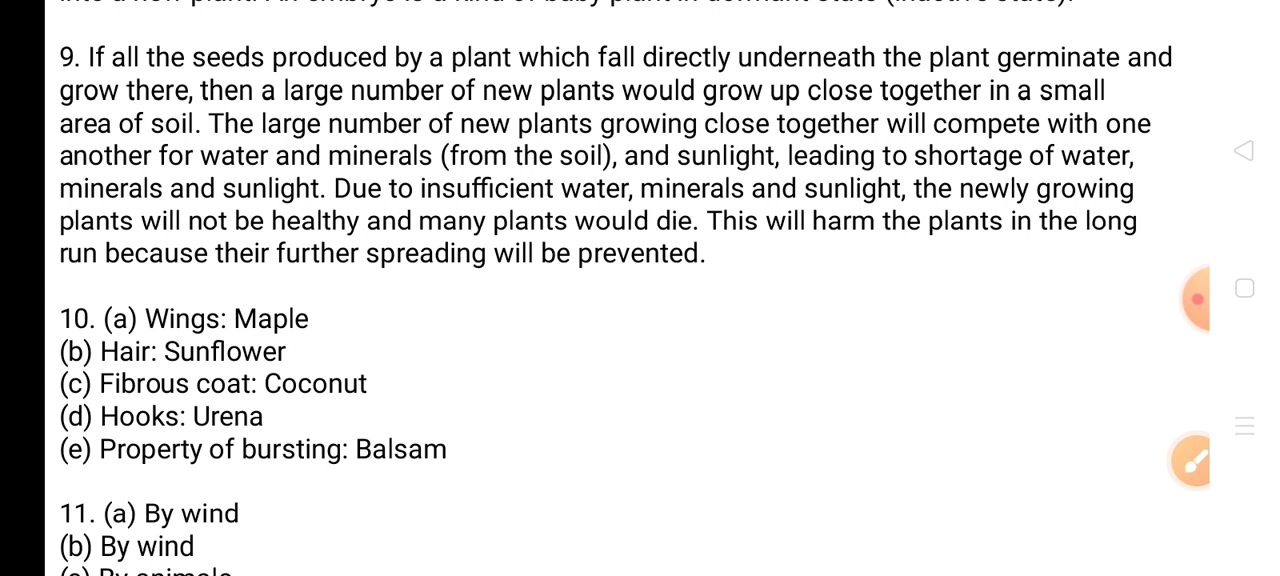 9. If all the seeds produced by a plant which fall directly underneath the plant germinate and
grow there, then a large number of new plants would grow up close together in a small
area of soil. The large number of new plants growing close together will compete with one
another for water and minerals (from the soil), and sunlight, leading to shortage of water,
minerals and sunlight. Due to insufficient water, minerals and sunlight, the newly growing
plants will not be healthy and many plants would die. This will harm the plants in the long
run because their further spreading will be prevented.
10. (a) Wings: Maple
(b) Hair: Sunflower
(c) Fibrous coat: Coconut
(d) Hooks: Urena
(e) Property of bursting: Balsam
11. (a) By wind
(b) By wind